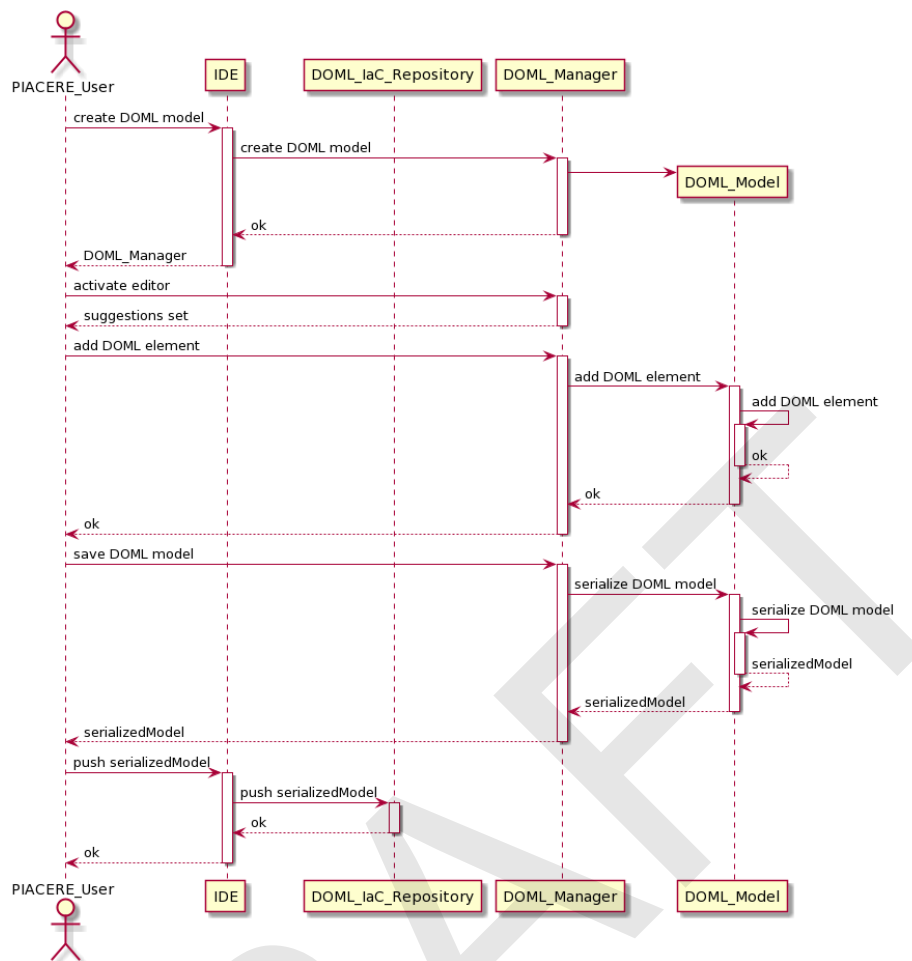 PIACERE_User
IDE
DOML_IaC_Repository
DOML_Manager
create DOML model
create DOML model
DOML_Model
ok
DOML_Manager
activate editor
suggestions set
add DOML element
add DOML element
add DOML element
ok
ok
ok
save DOML model
serialize DOML model
serialize DOML model
serializedModel
serializedModel
serializedModel
push serializedModel
push serializedModel
ok
ok
PIACERE_User
IDE
DOML_IaC_Repository
DOML_Manager
DOML_Model
DRAFT